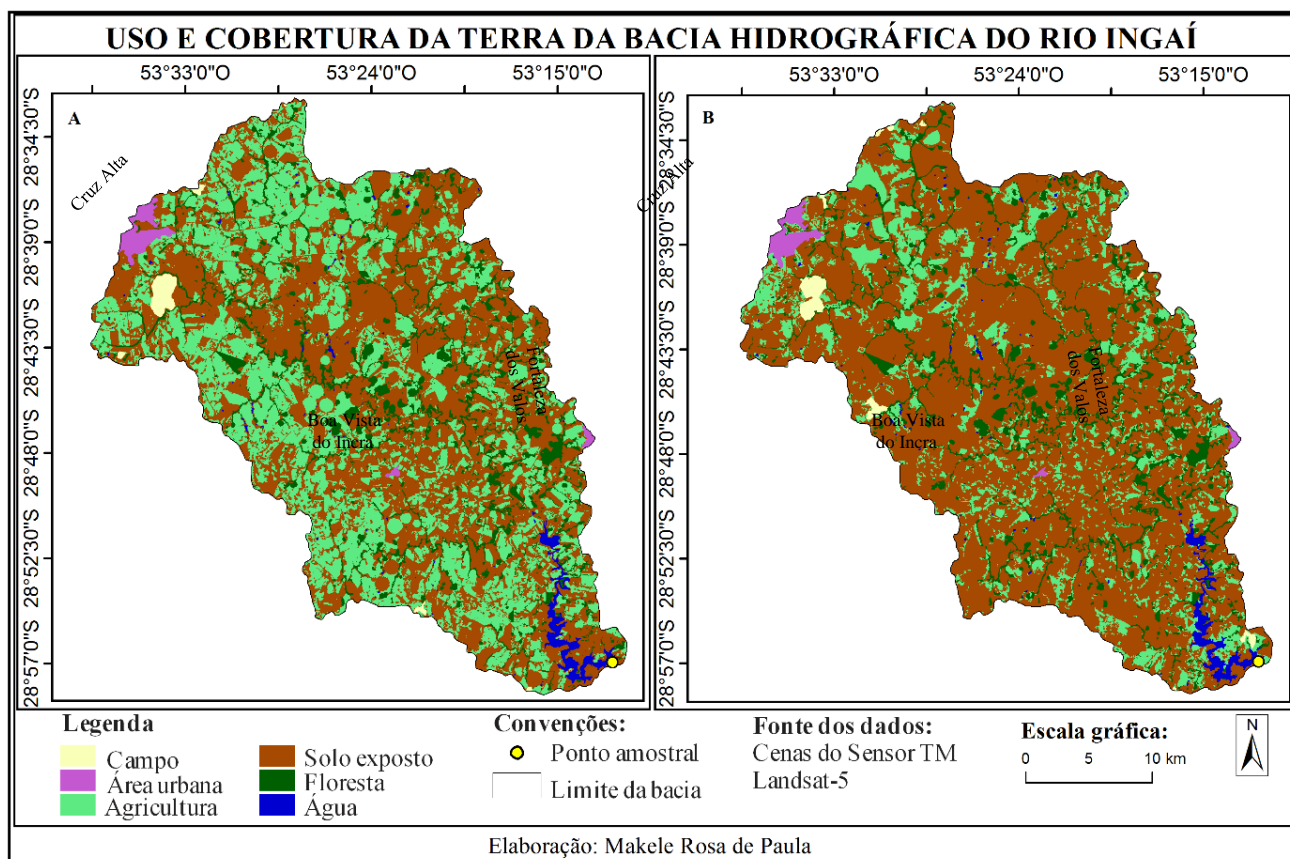 USO E COBERTURA DA TERRA DA BACIA HIDROGRÁFICA DO RIO INGAÍ
53°33'0"O 53°24'0"O 53°15'0"O
53°33'0"O 53°24'0"O 53°15'0"O
A
28°34'30"S
28°39'0"S
28°43'30"S
28°48'0"S
28°52'30"S
28°57'0"S
Cruz Alta
Fortaleza
dos Valos
Boa Vista
do Incra
B
28°34'30"S
28°39'0"S
28°43'30"S
28°48'0"S
28°52'30"S
28°57'0"S
Cruz Alta
Fortaleza
dos Valos
Boa Vista
do Incra
Legenda
Campo
Área urbana
Agricultura
Solo exposto
Floresta
Água
Convenções:
Ponto amostral
Limite da bacia
Fonte dos dados:
Cenas do Sensor TM
Landsat-5
Escala gráfica:
0 5 10 km
N
Elaboração: Makele Rosa de Paula